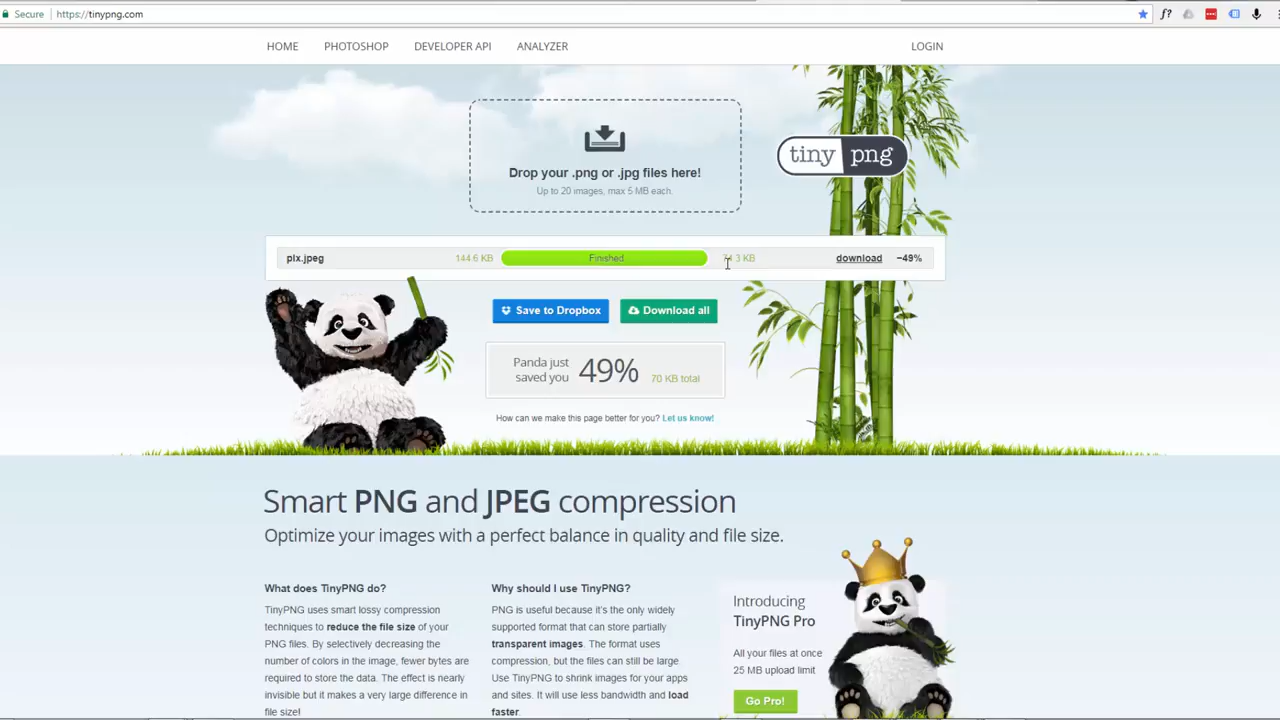 Secure https://tinypng.com
f?
HOME PHOTOSHOP DEVELOPER API ANALYZER LOGIN
Drop your .png or .jpg files here!
Up to 20 images, max 5 MB each.
tiny png
pix.jpeg 144.6 KB Finished KB download −49%
Save to Dropbox Download all
Panda just
saved you 49% 70 KB total
How can we make this page better for you? Let us know!
Smart PNG and JPEG compression
Optimize your images with a perfect balance in quality and file size.
What does TinyPNG do?
TinyPNG uses smart lossy compression
techniques to reduce the file size of your
PNG files. By selectively decreasing the
number of colors in the image, fewer bytes are
required to store the data. The effect is nearly
invisible but it makes a very large difference in
file size!
Why should I use TinyPNG?
PNG is useful because it's the only widely
supported format that can store partially
transparent images. The format uses
compression, but the files can still be large.
Use TinyPNG to shrink images for your apps
and sites. It will use less bandwidth and load
faster.
Introducing
TinyPNG Pro
All your files at once
25 MB upload limit
Go Pro!